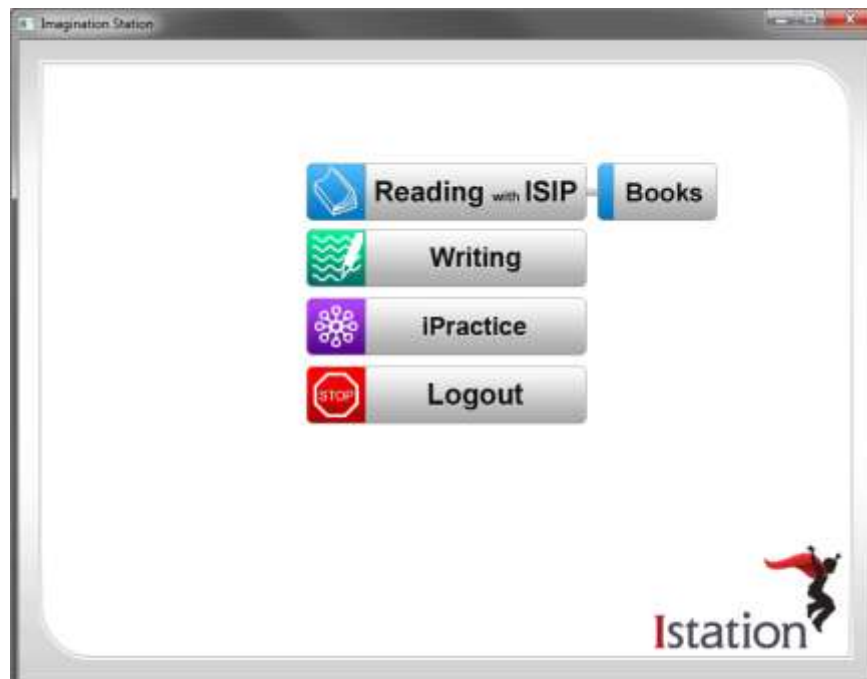 Imagination Station
Reading with ISIP
Books
Writing
iPractice
STOP
Logout
Istation